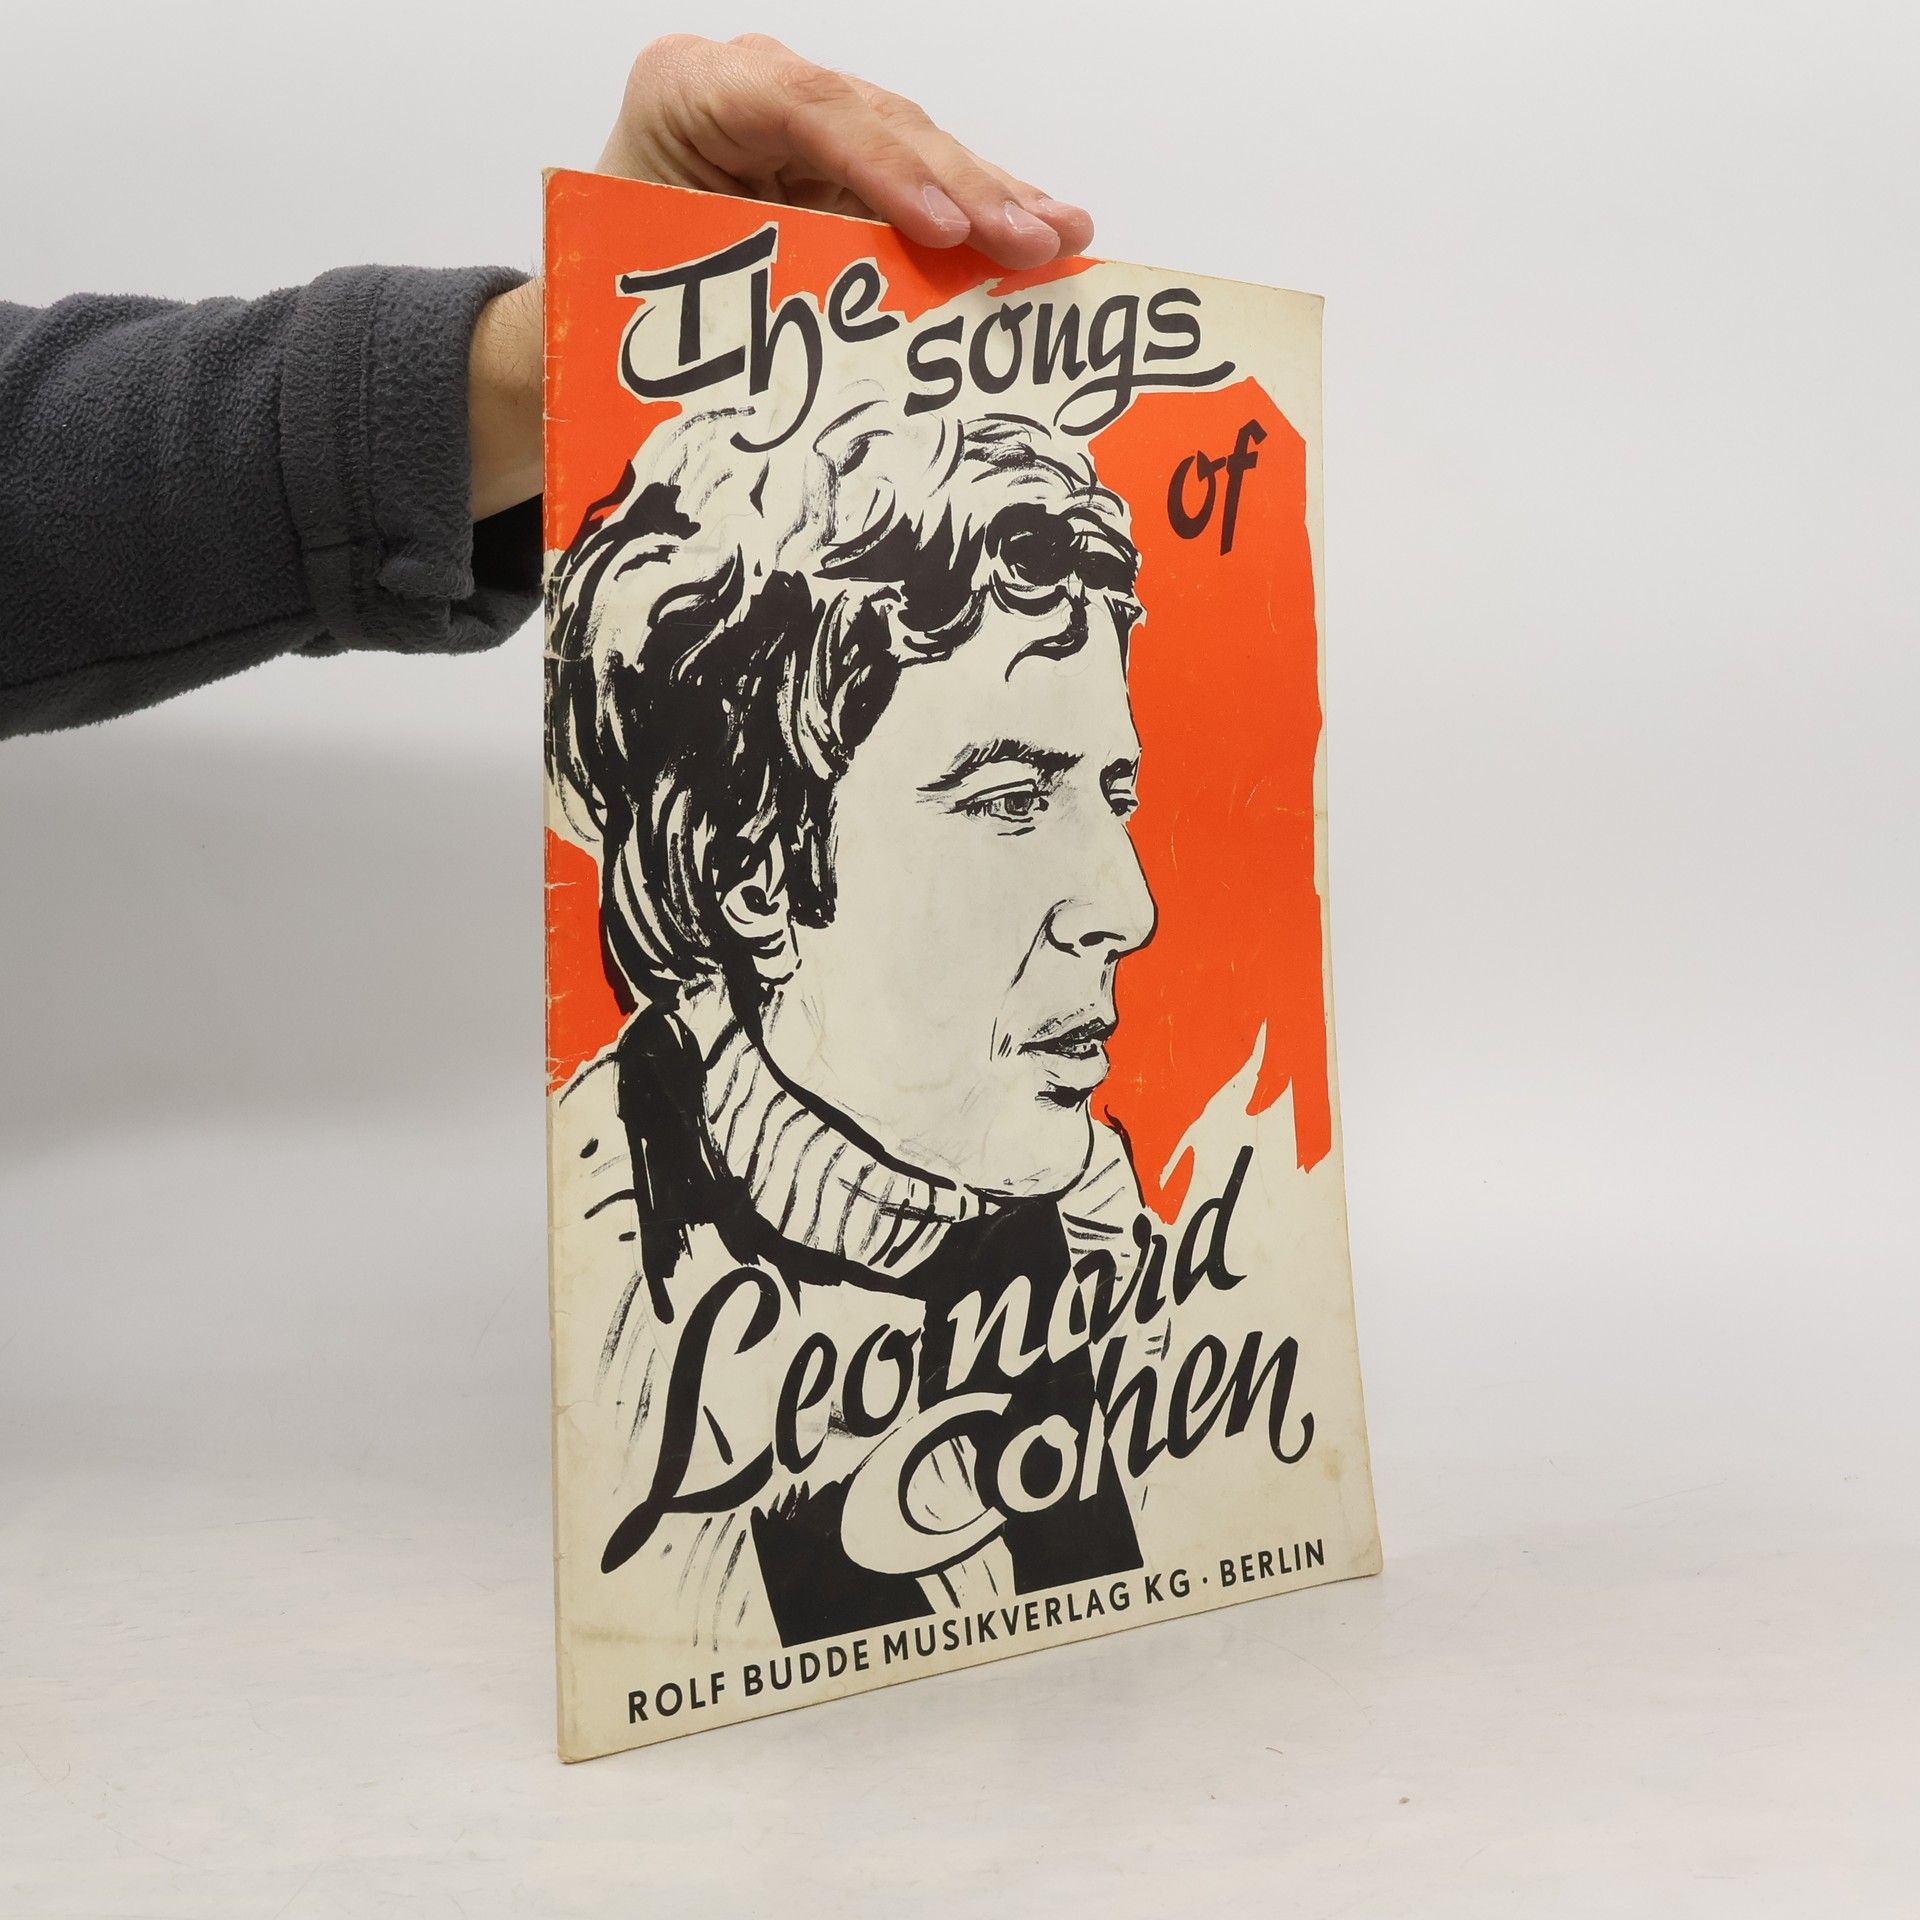 The songs
of
Leonard
Cohen
ROLF BUDDE MUSIKVERLAG KG · BERLIN